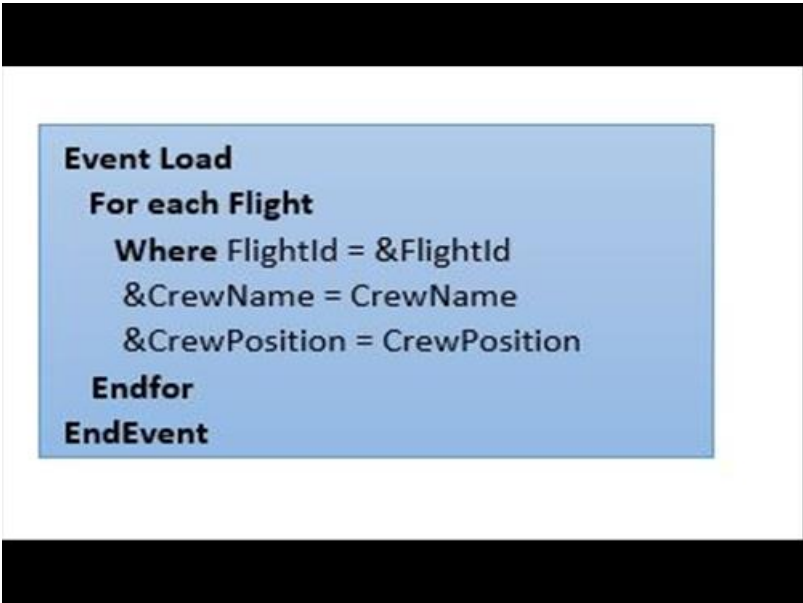 Event Load
For each Flight
Where FlightId = &FlightId
&CrewName = CrewName
&CrewPosition = CrewPosition
Endfor
EndEvent